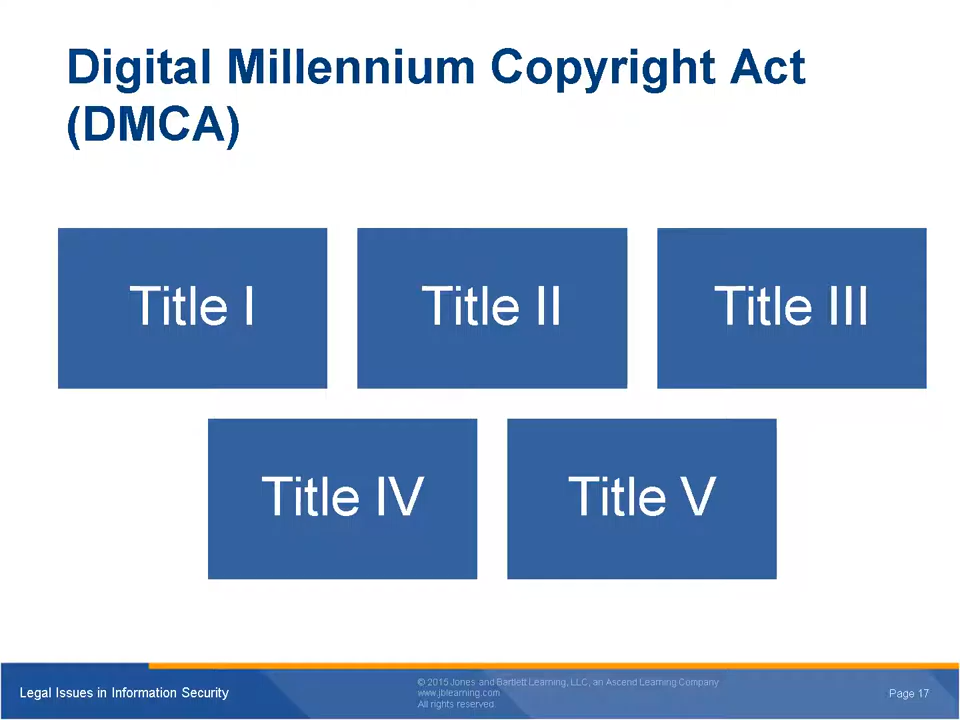 Digital Millennium Copyright Act
(DMCA)
Title I
Title II
Title III
Title IV
Title V
Legal Issues in Information Security
© 2015 Jones and Bartlett Learning, LLC, an Ascend Learning Company
www.jblearning.com
All rights reserved.
Page 17